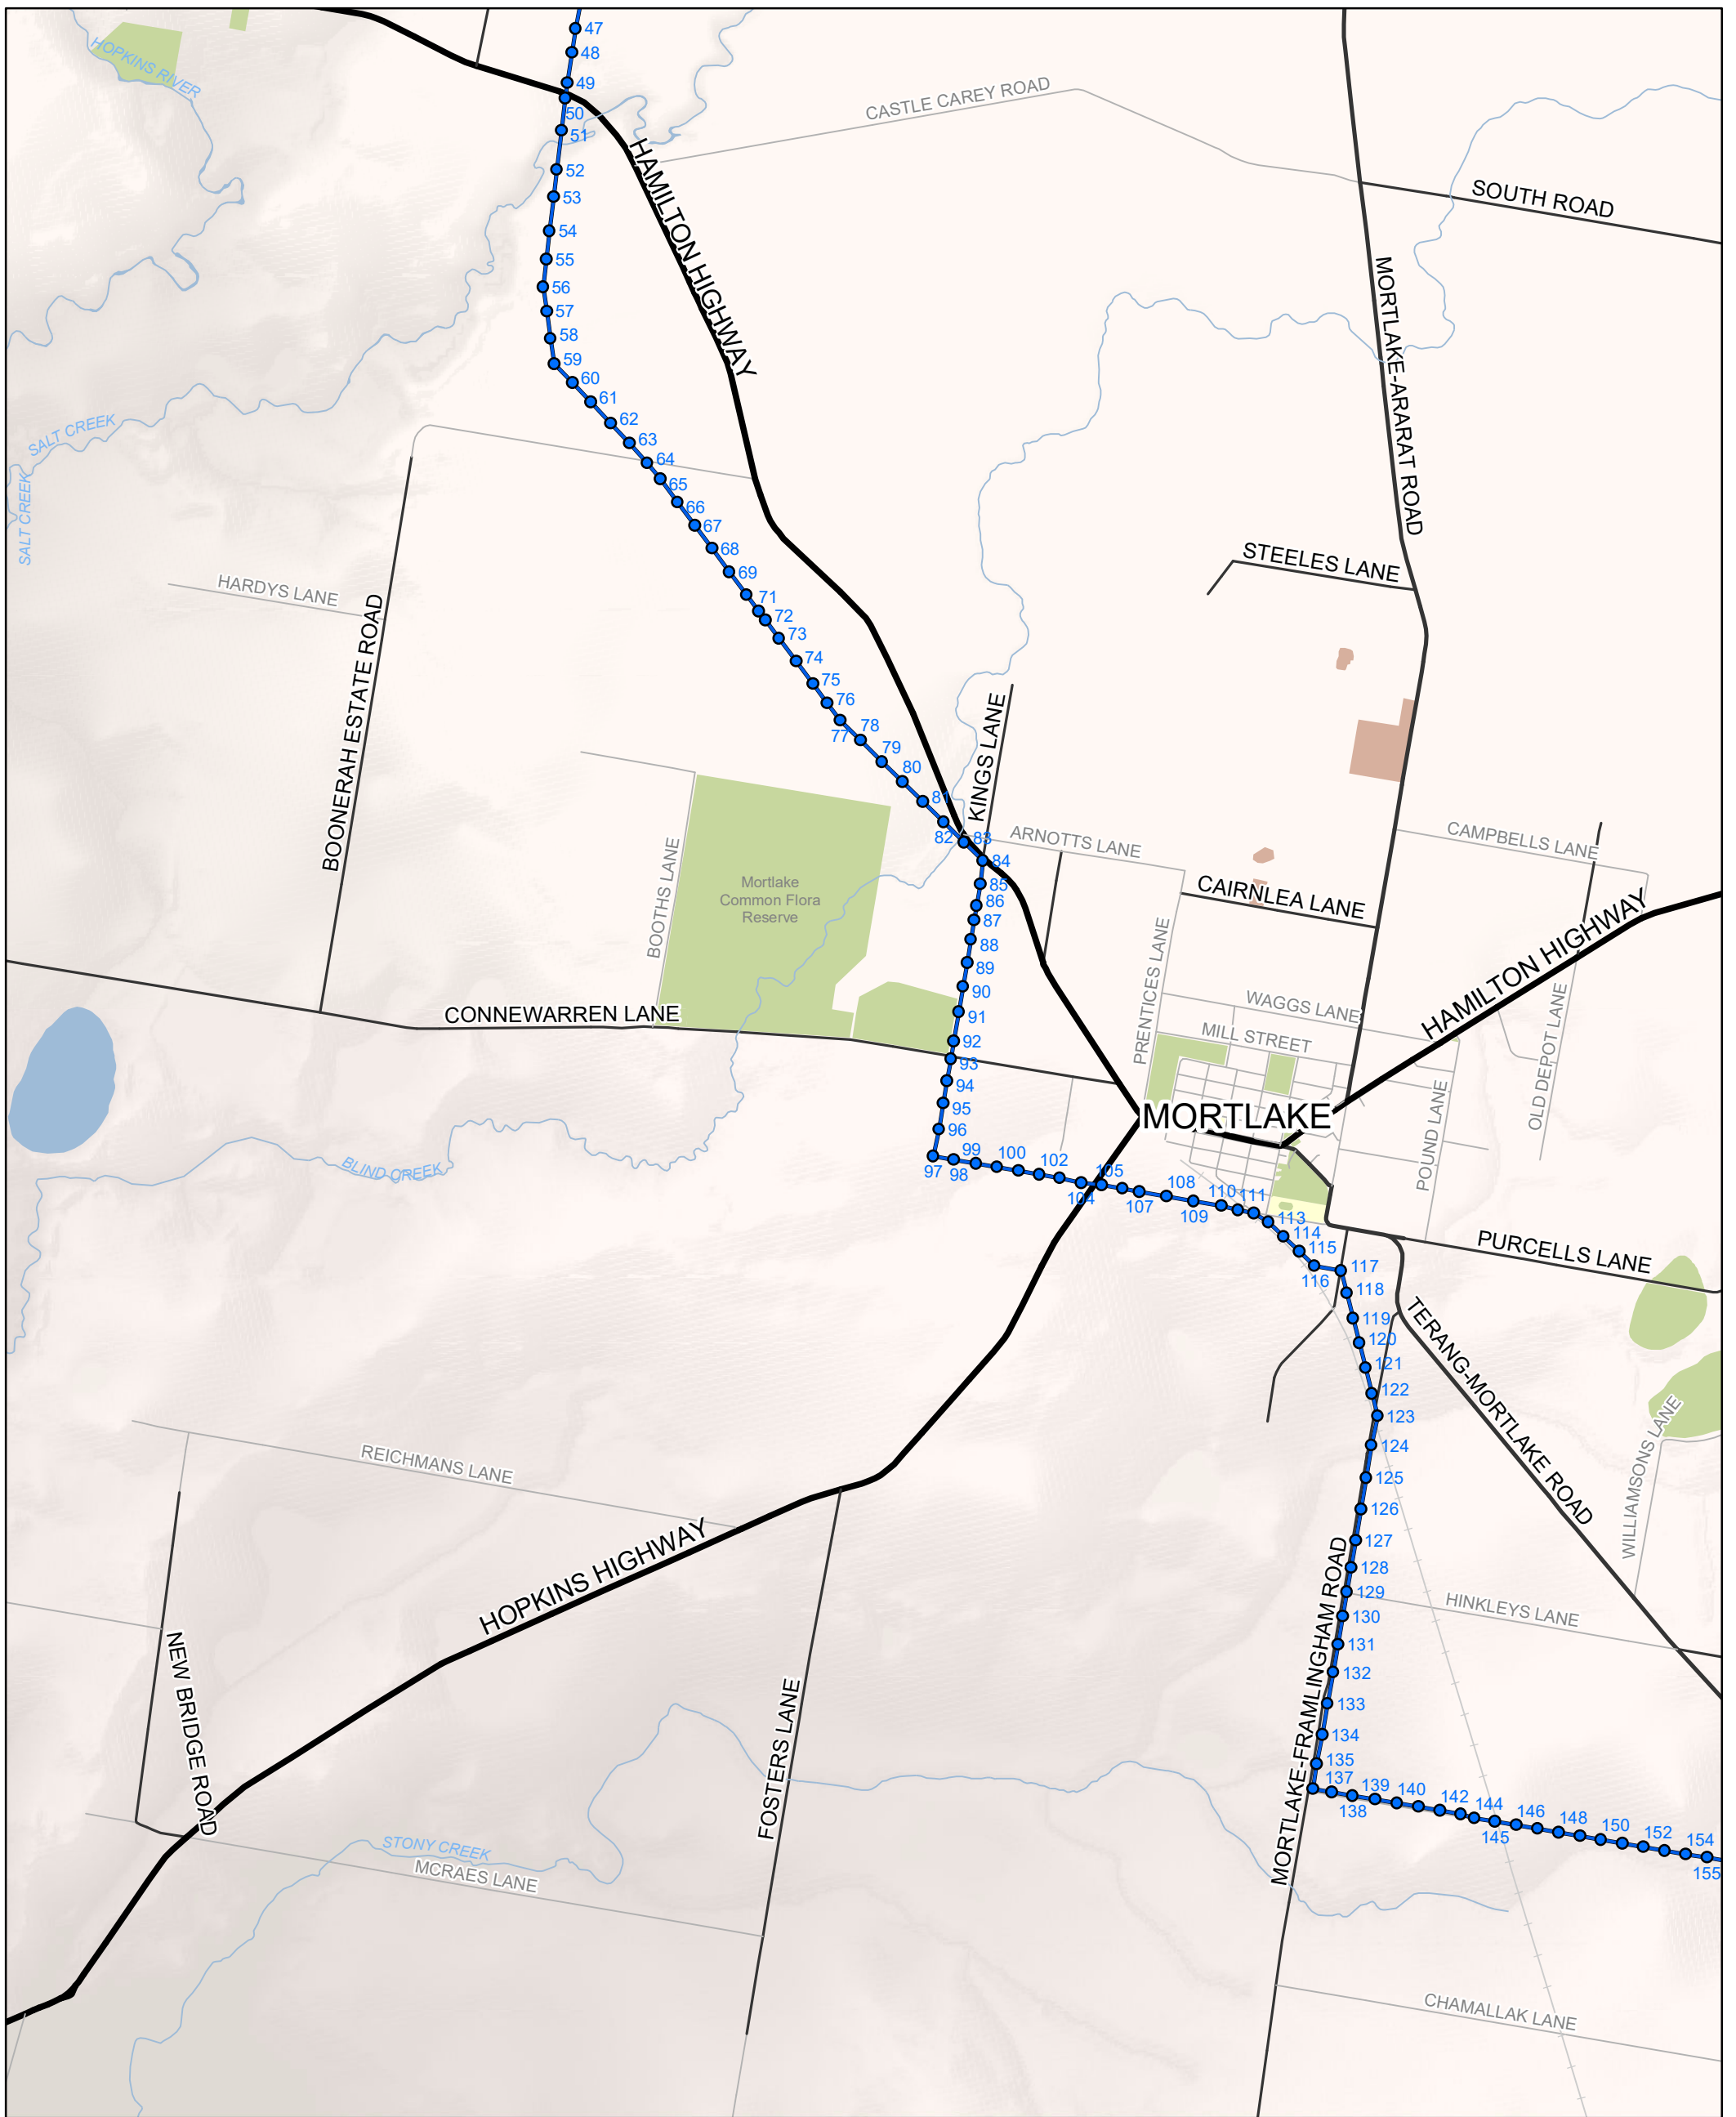 47
HOPKINS RIVER
48
49
CASTLE CAREY ROAD
50
51
HAMILTON HIGHWAY
52
53
SOUTH ROAD
54
55
MORTLAKE-ARARAT ROAD
56
57
58
59
60
61
62
SALT CREEK
63
64
SALT CREEK
65
66
67
68
STEELES LANE
69
HARDYS LANE
71
BOONERAH ESTATE ROAD
72
73
74
75
76
KINGS LANE
78
77
79
80
81
82
83
ARNOTTS LANE
CAMPBELLS LANE
84
BOOTHS LANE
Mortlake
Common Flora
Reserve
85
CAIRNLEA LANE
86
87
HAMILTON HIGHWAY
88
PRENTICES LANE
89
90
WAGGS LANE
CONNEWARREN LANE
91
MILL STREET
OLD DEPOT LANE
92
93
94
POUND LANE
95
MORTLAKE
96
99
100
102
105
97
98
BLIND CREEK
104
107
108
109
110
111
113
114
115
PURCELLS LANE
116
117
118
119
TERANG-MORTLAKE ROAD
120
121
122
123
WILLIAMSONS LANE
124
REICHMANS LANE
125
126
HOPKINS HIGHWAY
127
MORTLAKE-FRAMLINGHAM ROAD
128
129
HINKLEYS LANE
130
131
NEW BRIDGE ROAD
132
FOSTERS LANE
133
134
135
137
138
139
140
142
144
145
146
148
150
152
154
155
STONY CREEK
MCRAES LANE
CHAMALLAK LANE